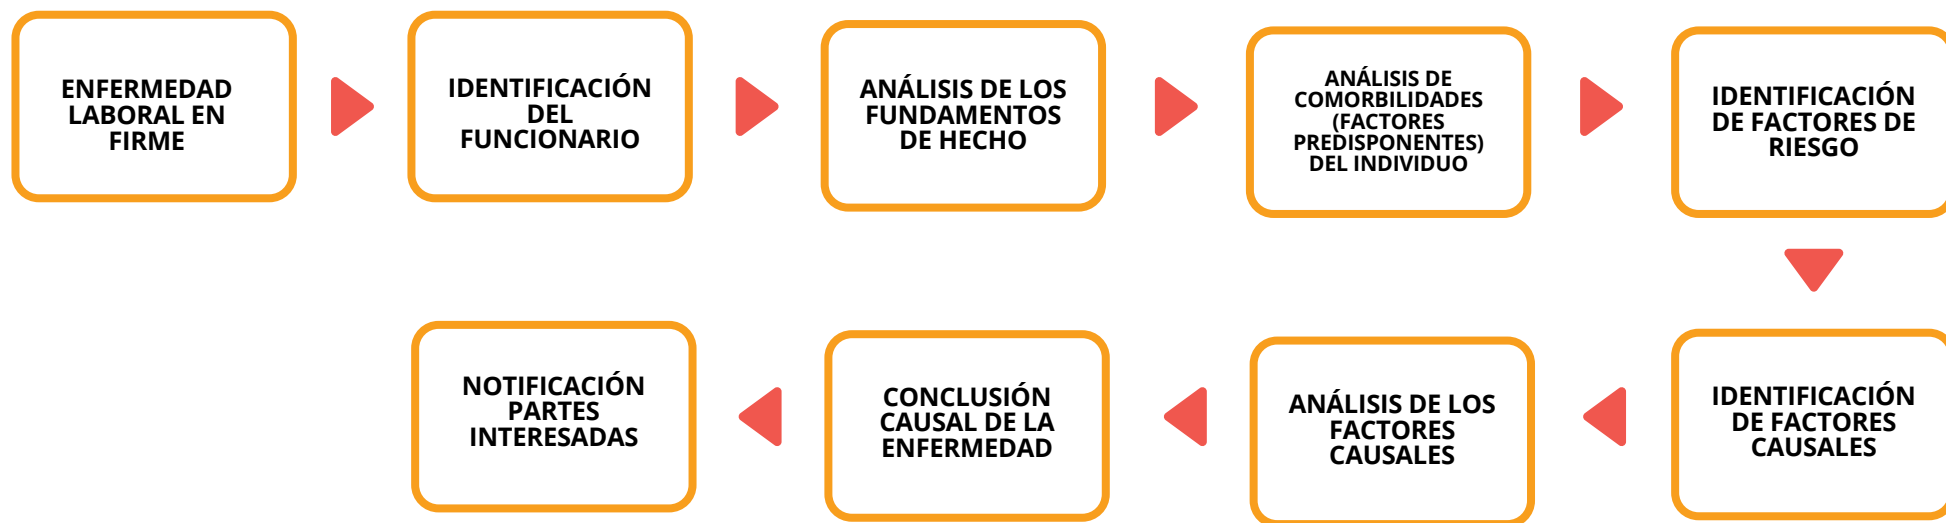 ENFERMEDAD
LABORAL EN
FIRME
IDENTIFICACIÓN
DEL
FUNCIONARIO
ANÁLISIS DE LOS
FUNDAMENTOS
DE HECHO
ANÁLISIS DE
COMORBILIDADES
(FACTORES
PREDISPONENTES)
DEL INDIVIDUO
IDENTIFICACIÓN
DE FACTORES DE
RIESGO
IDENTIFICACIÓN
DE FACTORES
CAUSALES
ANÁLISIS DE LOS
FACTORES
CAUSALES
CONCLUSIÓN
CAUSAL DE LA
ENFERMEDAD
NOTIFICACIÓN
PARTES
INTERESADAS